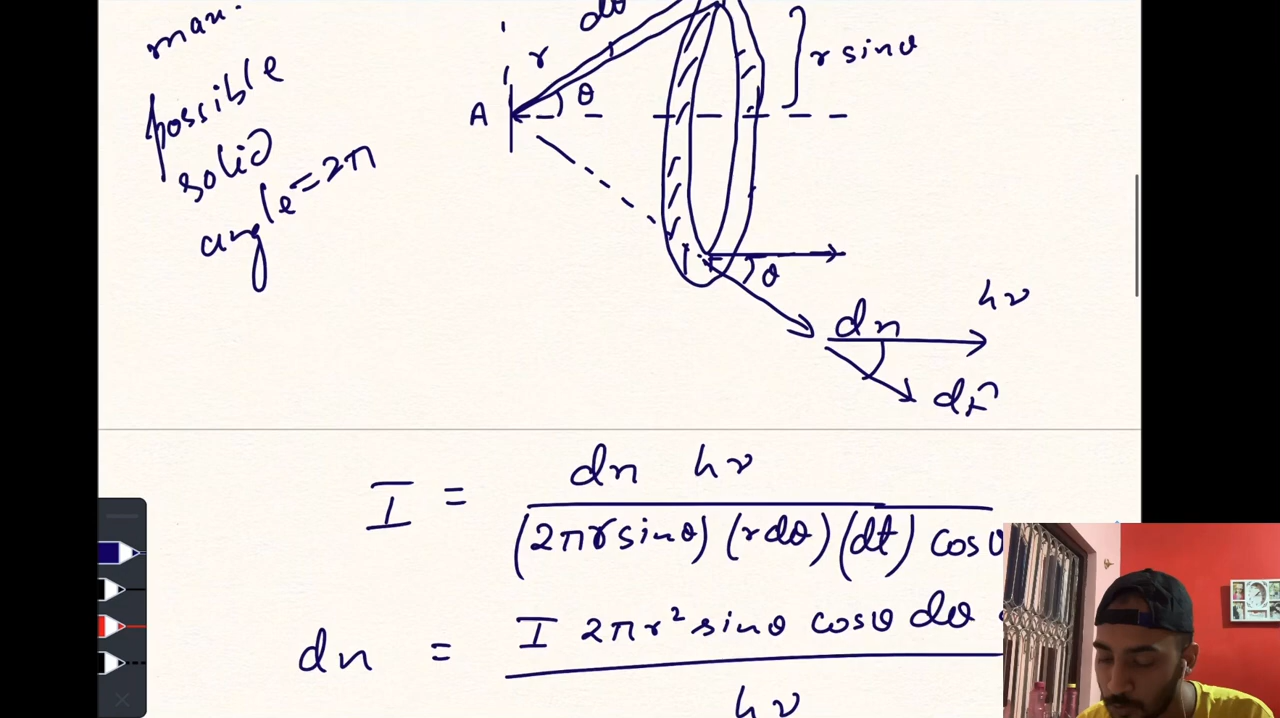 max.
possible
solid
angle = 2π
r dθ
A θ
} r sinθ
θ
dn hν
dF
I = dn hν
(2πr sinθ) (r dθ) (dt) cosθ
dn = I 2πr² sinθ cosθ dθ
hν